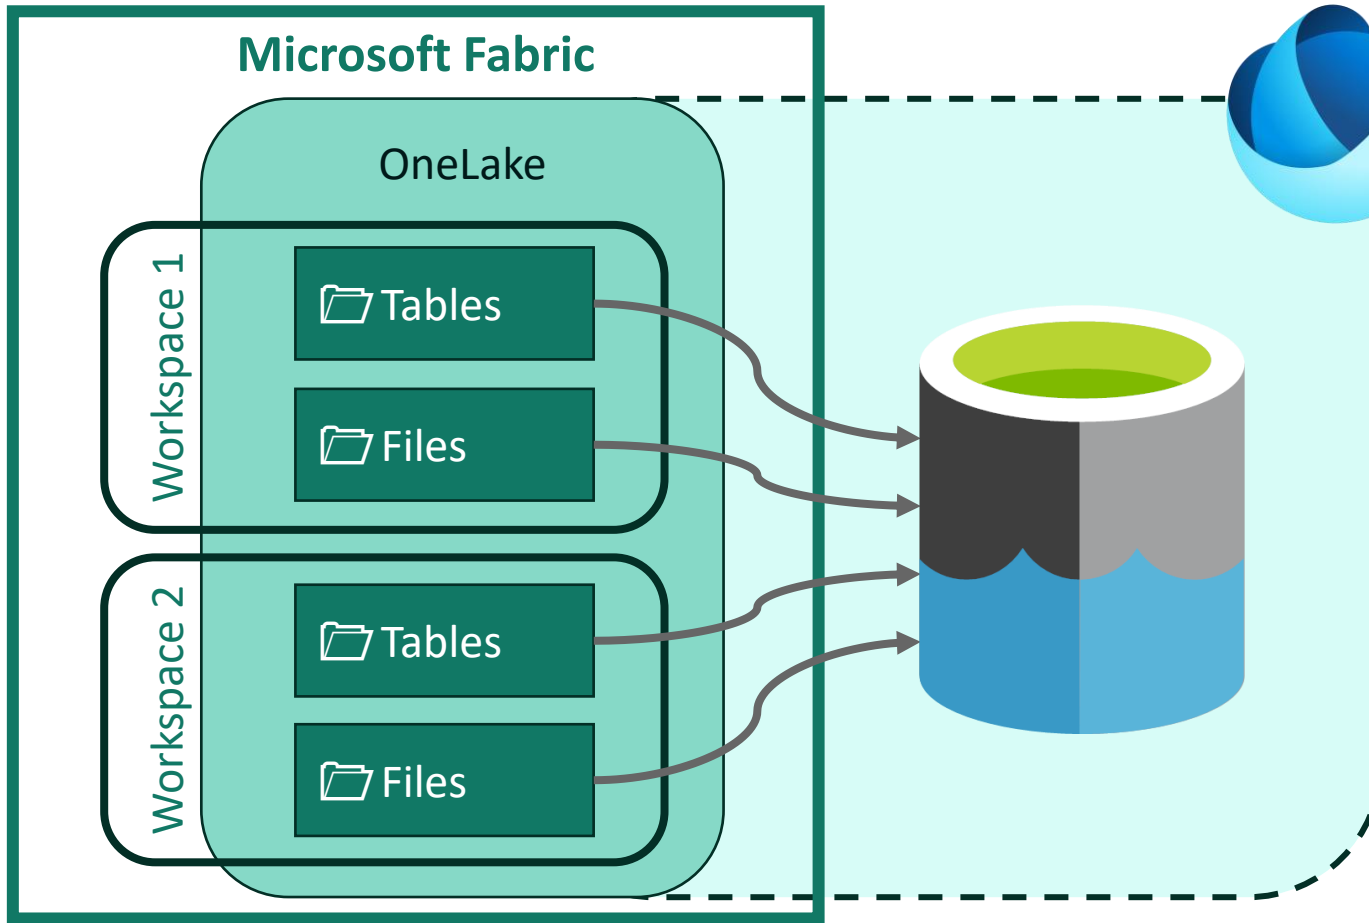 Microsoft Fabric
OneLake
Workspace 1
Tables
Files
Workspace 2
Tables
Files